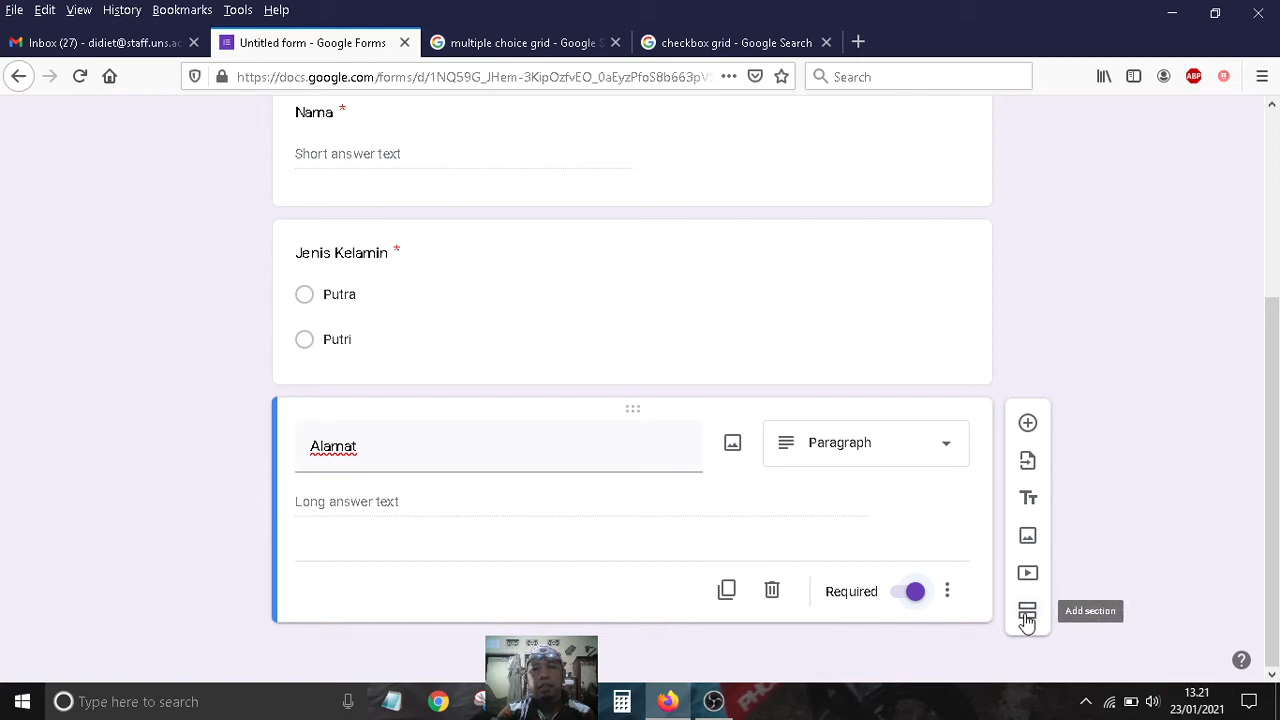 File Edit View History Bookmarks Tools Help
Inbox (27) - didiet@staff.uns.ac
Untitled form - Google Forms
multiple choice grid - Google S
checkbox grid - Google Search
https://docs.google.com/forms/d/1NQ59G_JHem-3KipOzfvEO_0aEyzPfoS8b663pV
Search
ABP
Nama *
Short answer text
Jenis Kelamin *
Putra
Putri
Alamat
Paragraph
Long answer text
Required
Add section
Type here to search
13.21
23/01/2021